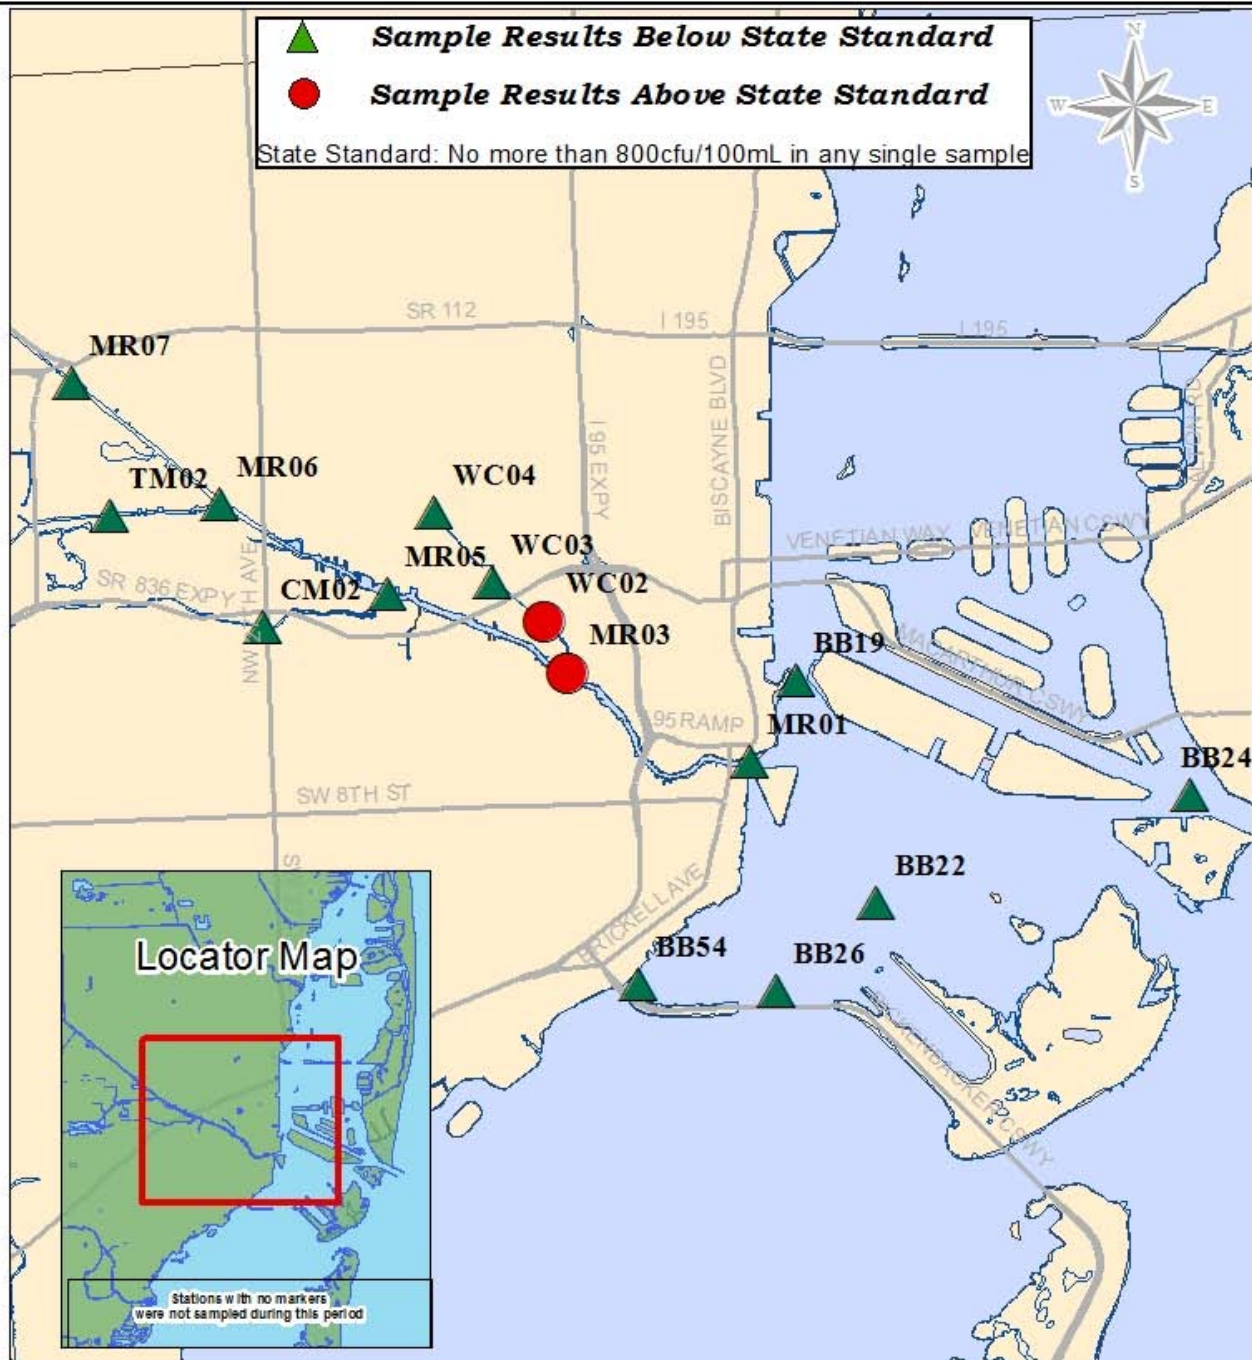 Sample Results Below State Standard
Sample Results Above State Standard
State Standard: No more than 800cfu/100mL in any single sample
N
W
E
S
SR 112
I 195
I 195
MR07
BISCAYNE BLVD
ALTON RD
I 95 EXPY
TM02
MR06
WC04
VENETIAN WAY
VENETIAN CSWY
MR05
WC03
SR 836 EXPY
CM02
WC02
MR03
BB19
MACARTHUR CSWY
95 RAMP
MR01
BB24
SW 8TH ST
BB22
BRICKELL AVE
BB54
BB26
Locator Map
Stations with no markers
were not sampled during this period